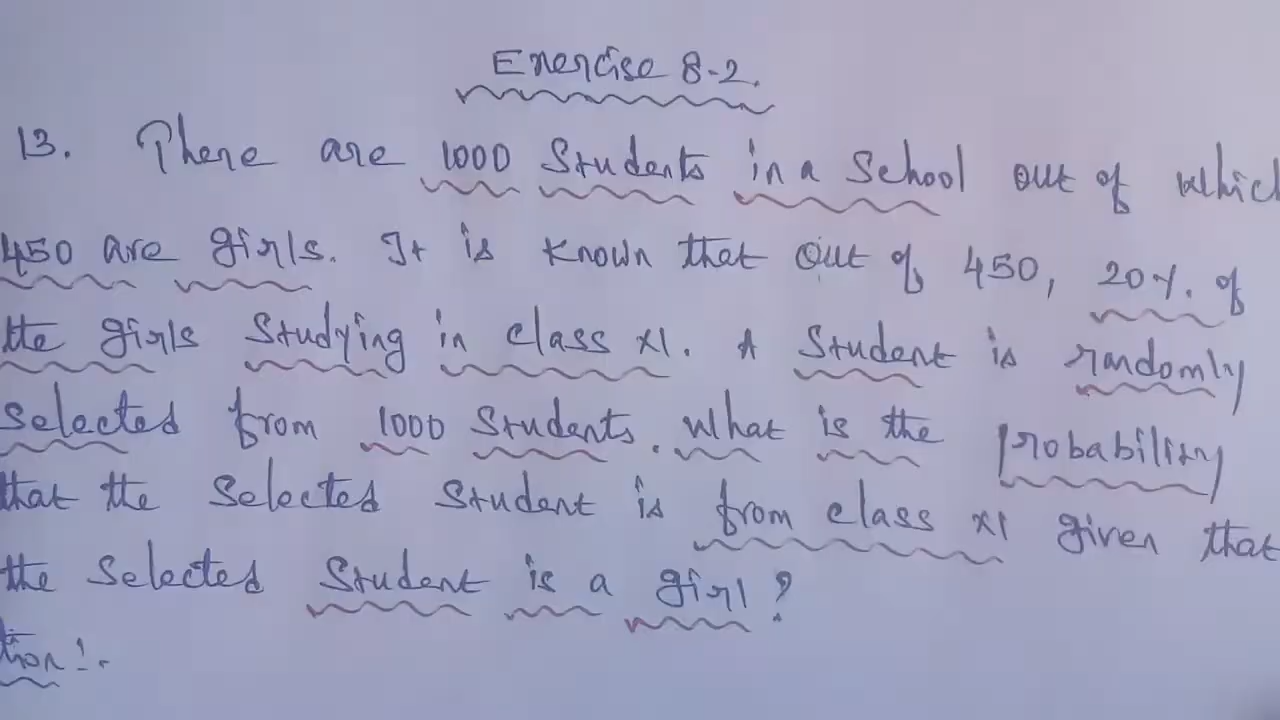 Exercise 8.2.
13. There are 1000 Students in a School out of which
450 are girls. It is known that out of 450, 20%. of
the girls Studying in class XI. A Student is randomly
Selected from 1000 Students. What is the probability
that the Selected Student is from class XI given that
the Selected Student is a girl?
tion:-